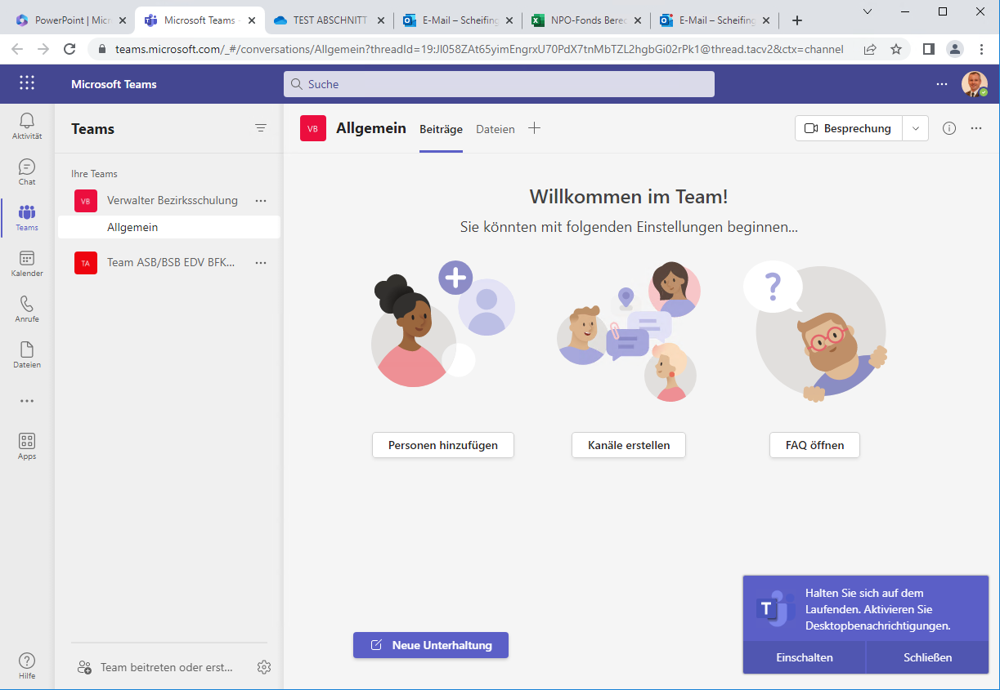 PowerPoint | Micr
Microsoft Teams -
TEST ABSCHNITT
E-Mail – Scheifing
NPO-Fonds Berec
E-Mail – Scheifing
teams.microsoft.com/_#/conversations/Allgemein?threadId=19:Jl058ZAt65yimEngrxU70PdX7tnMbTZL2hgbGi02rPk1@thread.tacv2&ctx=channel
Microsoft Teams
Suche
Aktivität
Chat
Teams
Kalender
Anrufe
Dateien
Apps
Hilfe
Teams
Ihre Teams
VB Verwalter Bezirksschulung
Allgemein
TA Team ASB/BSB EDV BFK...
Team beitreten oder erst...
VB Allgemein Beiträge Dateien
Besprechung
Willkommen im Team!
Sie könnten mit folgenden Einstellungen beginnen...
?
Personen hinzufügen
Kanäle erstellen
FAQ öffnen
Neue Unterhaltung
T
Halten Sie sich auf dem
Laufenden. Aktivieren Sie
Desktopbenachrichtigungen.
Einschalten
Schließen